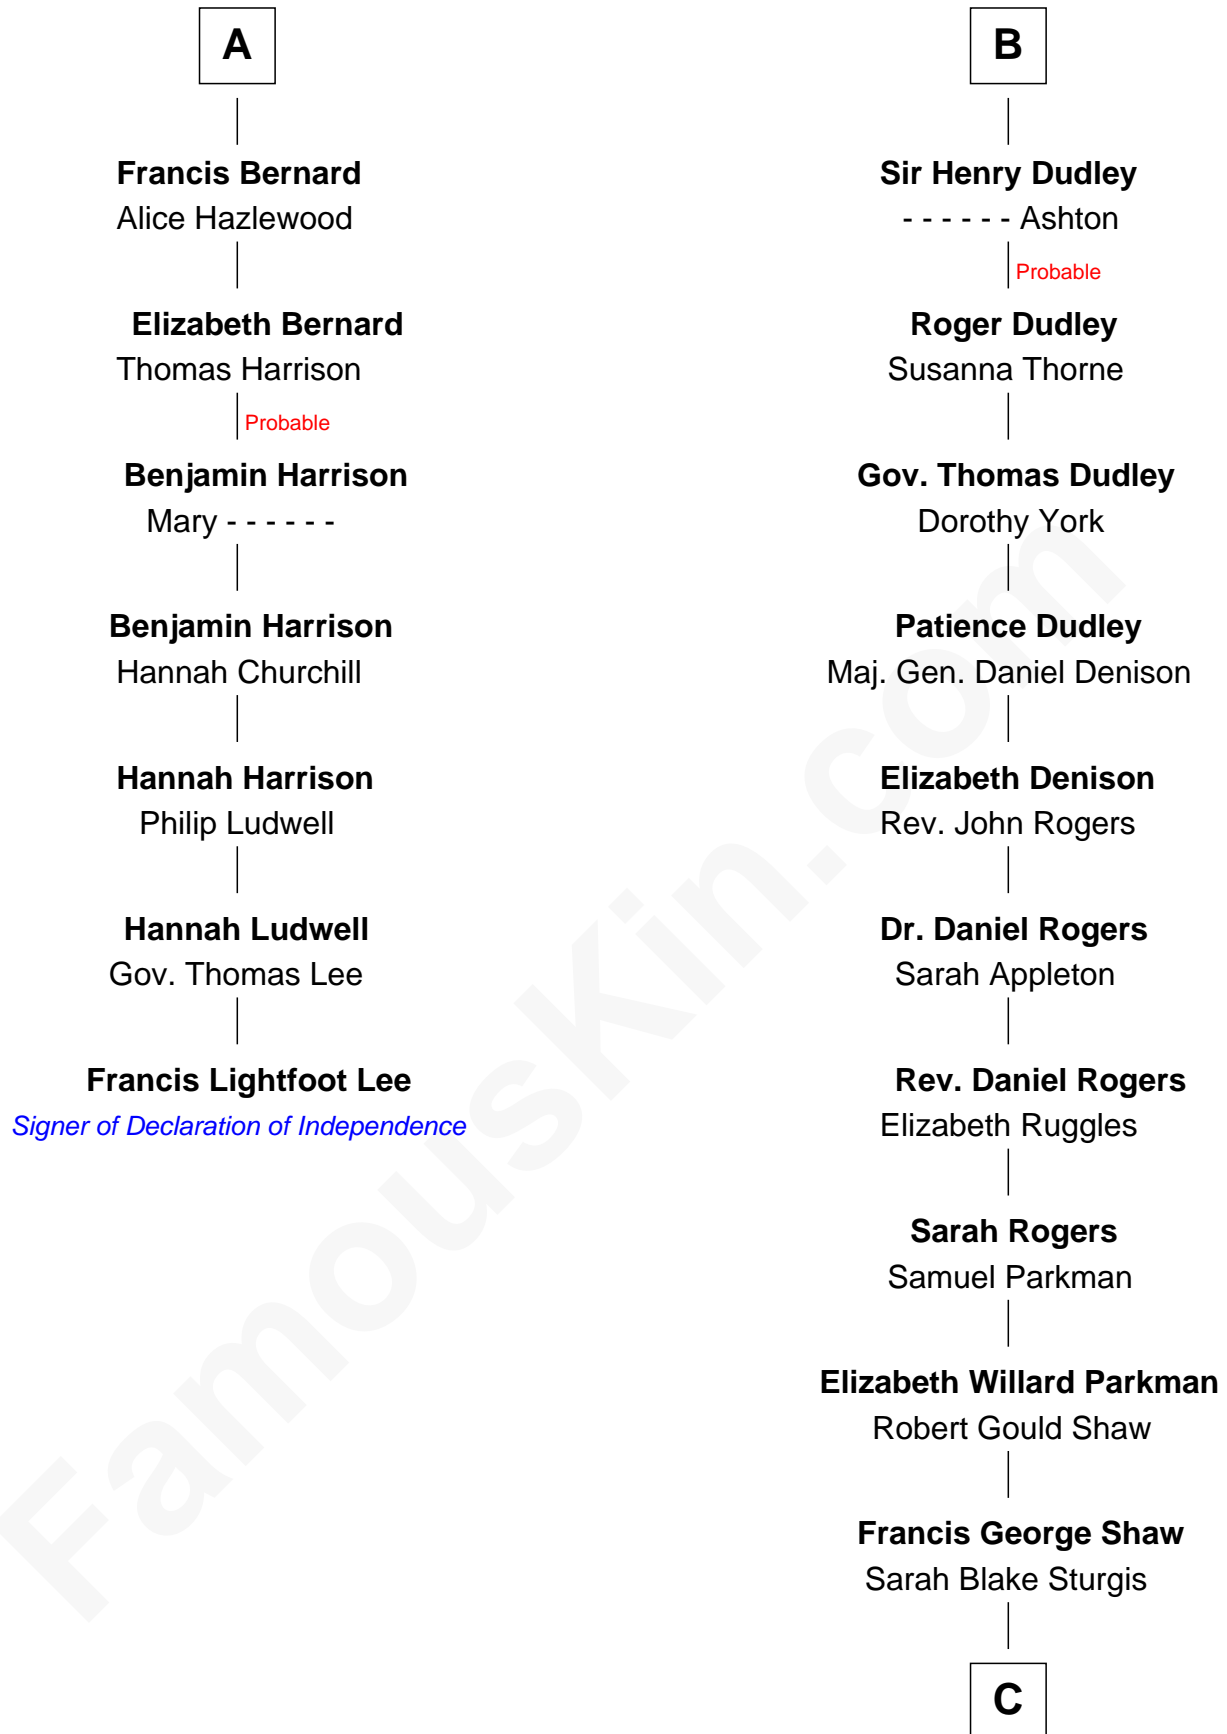 A
Francis Bernard
Alice Hazlewood
Elizabeth Bernard
Thomas Harrison
Probable
Benjamin Harrison
Mary - - - - - -
Benjamin Harrison
Hannah Churchill
Hannah Harrison
Philip Ludwell
Hannah Ludwell
Gov. Thomas Lee
Francis Lightfoot Lee
Signer of Declaration of Independence
B
Sir Henry Dudley
- - - - - - Ashton
Probable
Roger Dudley
Susanna Thorne
Gov. Thomas Dudley
Dorothy York
Patience Dudley
Maj. Gen. Daniel Denison
Elizabeth Denison
Rev. John Rogers
Dr. Daniel Rogers
Sarah Appleton
Rev. Daniel Rogers
Elizabeth Ruggles
Sarah Rogers
Samuel Parkman
Elizabeth Willard Parkman
Robert Gould Shaw
Francis George Shaw
Sarah Blake Sturgis
C
FamousKin.com